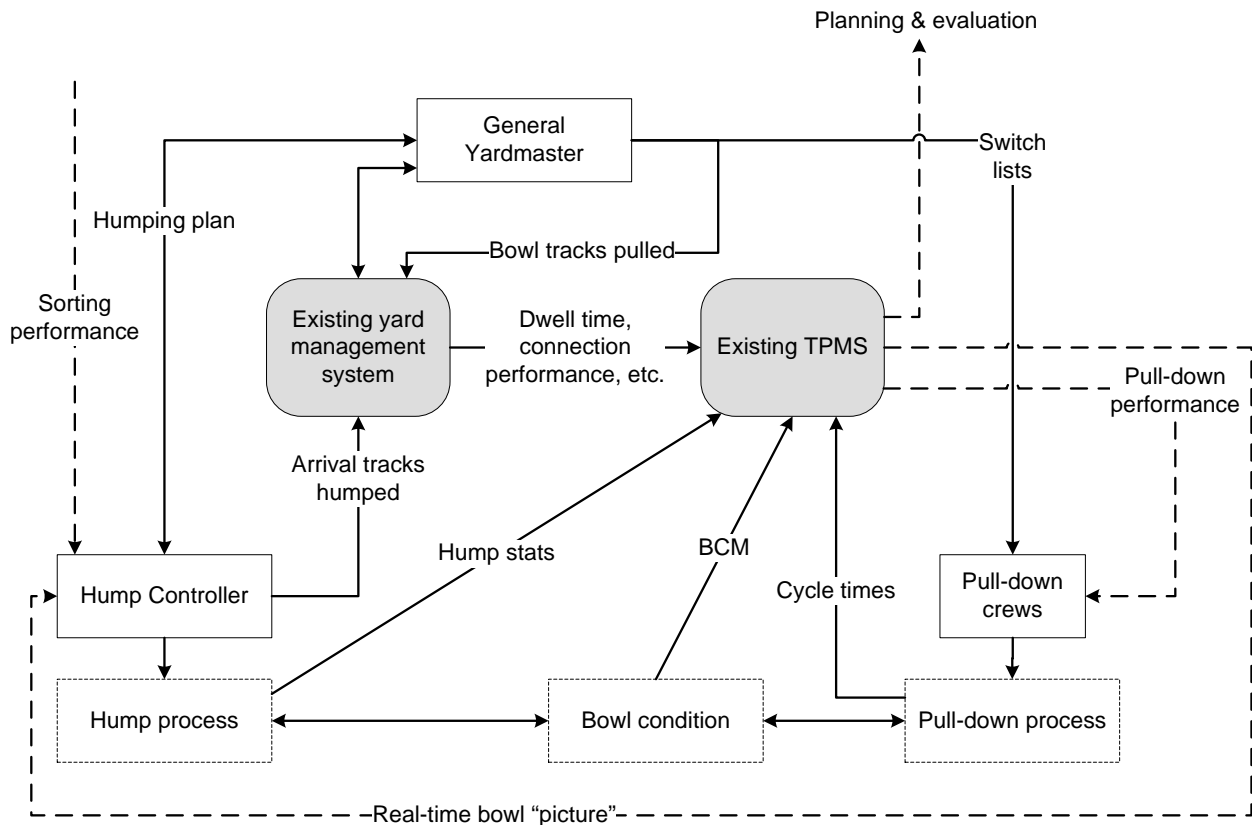 Planning & evaluation
General
Yardmaster
Switch
lists
Humping plan
Bowl tracks pulled
Sorting
performance
Existing yard
management
system
Dwell time,
connection
performance, etc.
Existing TPMS
Pull-down
performance
Arrival tracks
humped
Hump stats
BCM
Cycle times
Hump Controller
Pull-down
crews
Hump process
Bowl condition
Pull-down process
Real-time bowl “picture”